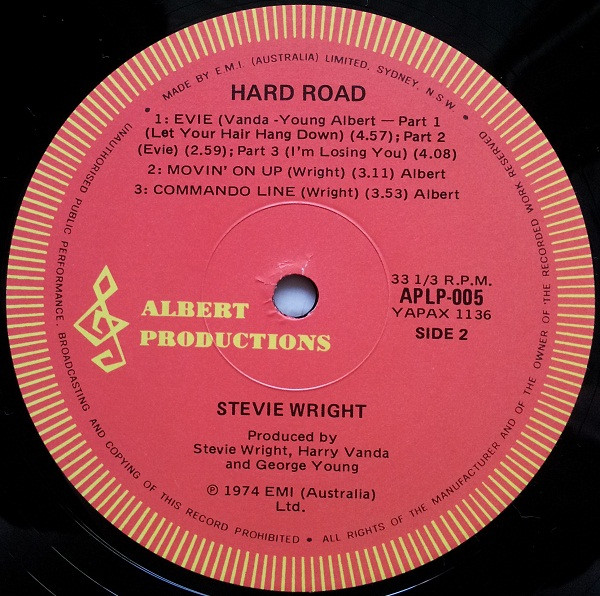 • MADE BY E.M.I. (AUSTRALIA) LIMITED, SYDNEY, N.S.W. •
HARD ROAD
1: EVIE (Vanda -Young Albert — Part 1
(Let Your Hair Hang Down) (4.57); Part 2
(Evie) (2.59); Part 3 (I'm Losing You) (4.08)
2: MOVIN' ON UP (Wright) (3.11) Albert
3: COMMANDO LINE (Wright) (3.53) Albert
33 1/3 R.P.M.
APLP-005
YAPAX 1136
SIDE 2
ALBERT
PRODUCTIONS
STEVIE WRIGHT
Produced by
Stevie Wright, Harry Vanda
and George Young
℗ 1974 EMI (Australia)
Ltd.
UNAUTHORISED PUBLIC PERFORMANCE, BROADCASTING AND COPYING OF THIS RECORD PROHIBITED • ALL RIGHTS OF THE MANUFACTURER AND OF THE OWNER OF THE RECORDED WORK RESERVED